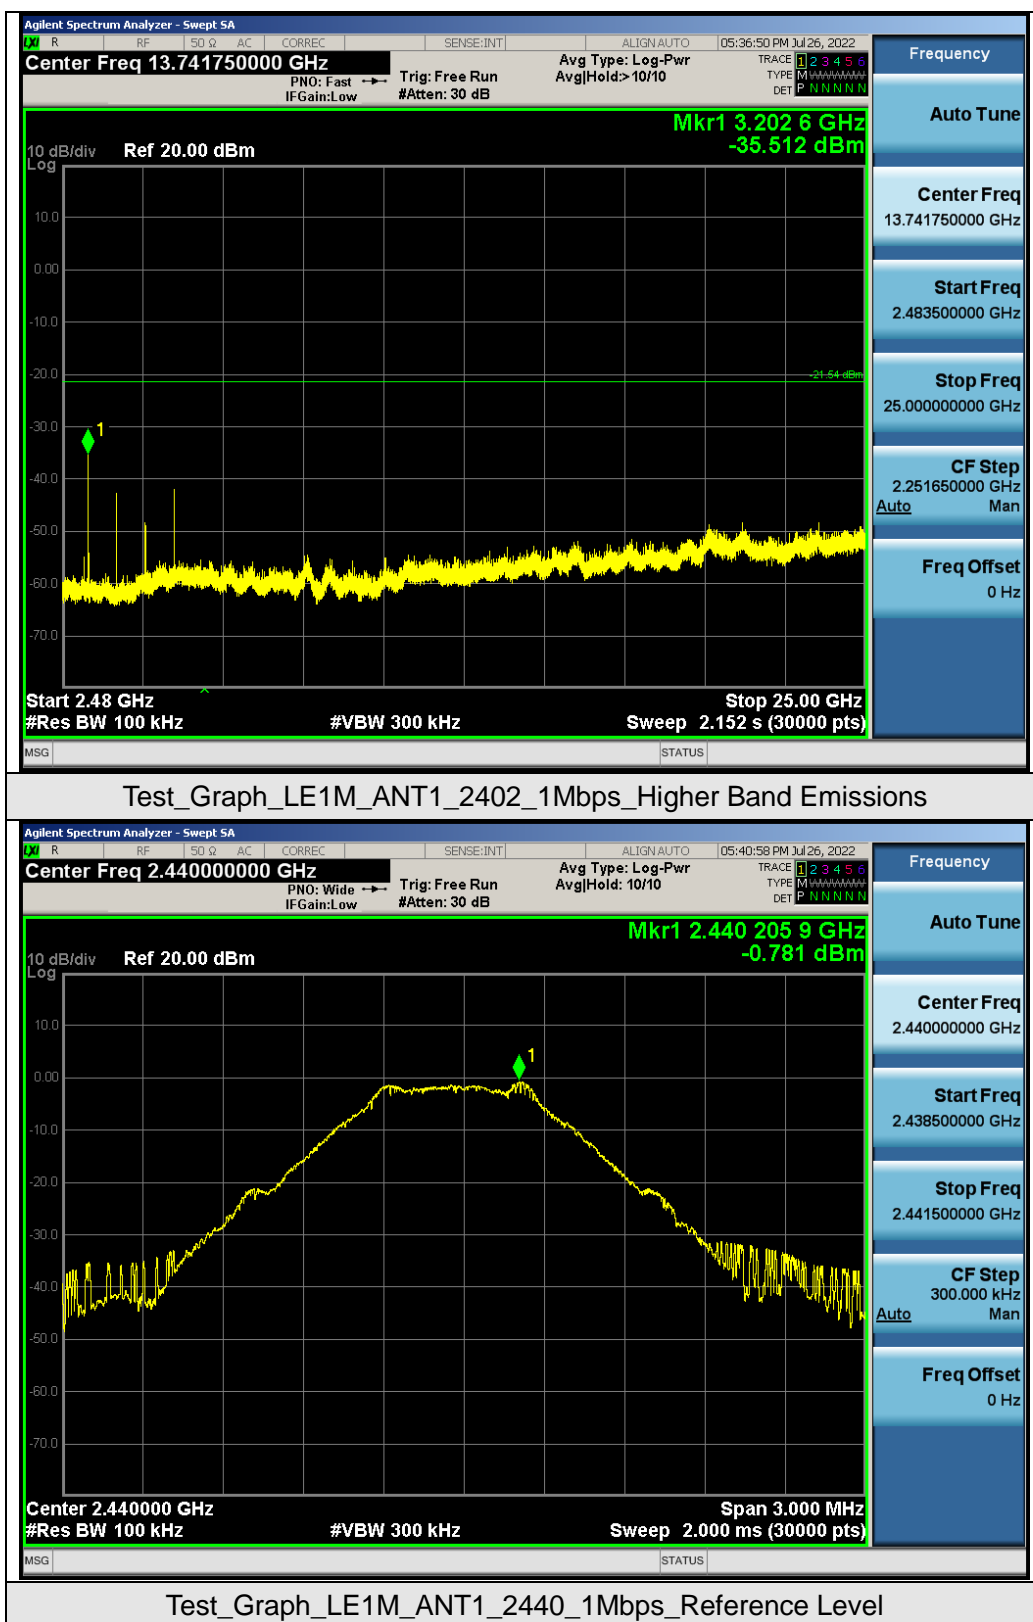 Agilent Spectrum Analyzer - Swept SA
LXI R RF 50 Ω AC CORREC SENSE:INT ALIGN AUTO 05:36:50 PM Jul 26, 2022
Center Freq 13.741750000 GHz
PNO: Fast
IFGain:Low
Trig: Free Run
#Atten: 30 dB
Avg Type: Log-Pwr
Avg|Hold:>10/10
TRACE 1 2 3 4 5 6
TYPE M
DET P N N N N N
Mkr1 3.202 6 GHz
-35.512 dBm
10 dB/div
Log
Ref 20.00 dBm
10.0
0.00
-10.0
-20.0
-21.54 dBm
-30.0
1
-40.0
-50.0
-60.0
-70.0
Start 2.48 GHz Stop 25.00 GHz
#Res BW 100 kHz #VBW 300 kHz Sweep 2.152 s (30000 pts)
MSG STATUS
Frequency
Auto Tune
Center Freq
13.741750000 GHz
Start Freq
2.483500000 GHz
Stop Freq
25.000000000 GHz
CF Step
2.251650000 GHz
Auto Man
Freq Offset
0 Hz
Test_Graph_LE1M_ANT1_2402_1Mbps_Higher Band Emissions
Agilent Spectrum Analyzer - Swept SA
LXI R RF 50 Ω AC CORREC SENSE:INT ALIGN AUTO 05:40:58 PM Jul 26, 2022
Center Freq 2.440000000 GHz
PNO: Wide
IFGain:Low
Trig: Free Run
#Atten: 30 dB
Avg Type: Log-Pwr
Avg|Hold: 10/10
TRACE 1 2 3 4 5 6
TYPE M
DET P N N N N N
Mkr1 2.440 205 9 GHz
-0.781 dBm
10 dB/div
Log
Ref 20.00 dBm
10.0
0.00
1
-10.0
-20.0
-30.0
-40.0
-50.0
-60.0
-70.0
Center 2.440000 GHz Span 3.000 MHz
#Res BW 100 kHz #VBW 300 kHz Sweep 2.000 ms (30000 pts)
MSG STATUS
Frequency
Auto Tune
Center Freq
2.440000000 GHz
Start Freq
2.438500000 GHz
Stop Freq
2.441500000 GHz
CF Step
300.000 kHz
Auto Man
Freq Offset
0 Hz
Test_Graph_LE1M_ANT1_2440_1Mbps_Reference Level